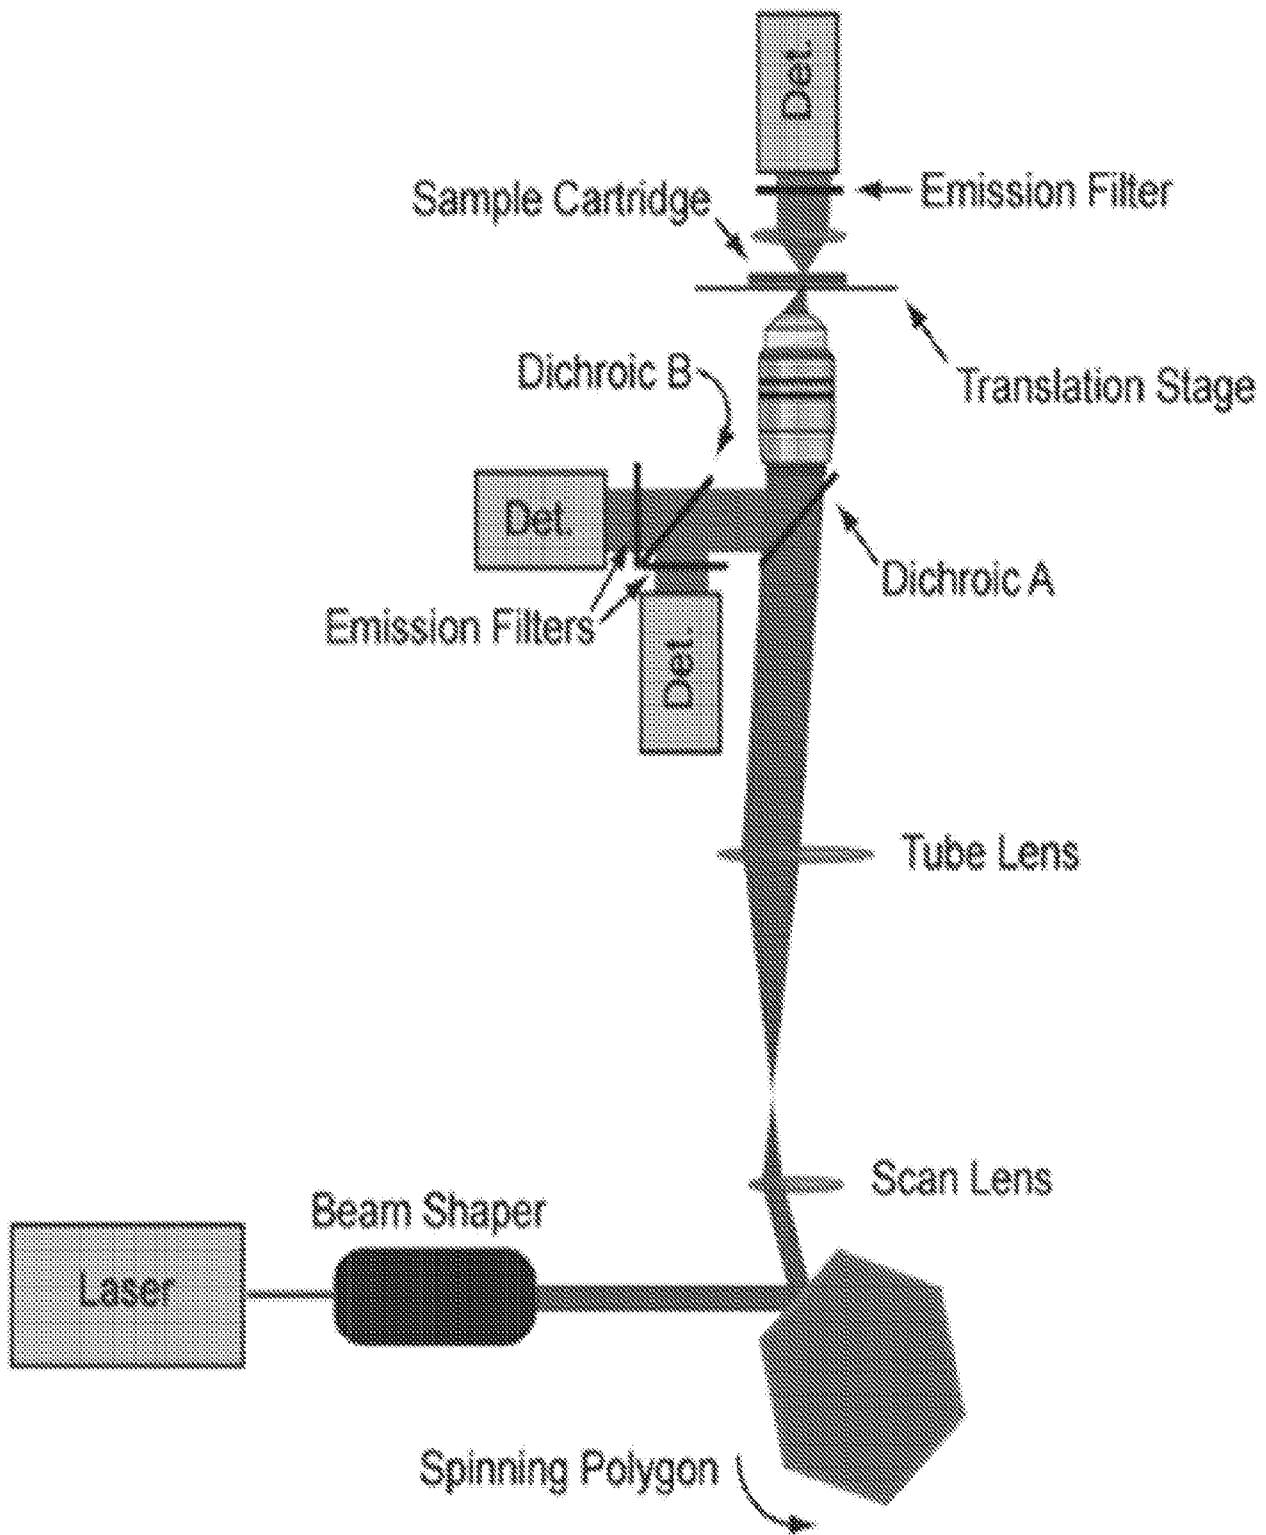 Det.
Sample Cartridge
Emission Filter
Dichroic B
Translation Stage
Det.
Dichroic A
Emission Filters
Det.
Tube Lens
Scan Lens
Beam Shaper
Laser
Spinning Polygon